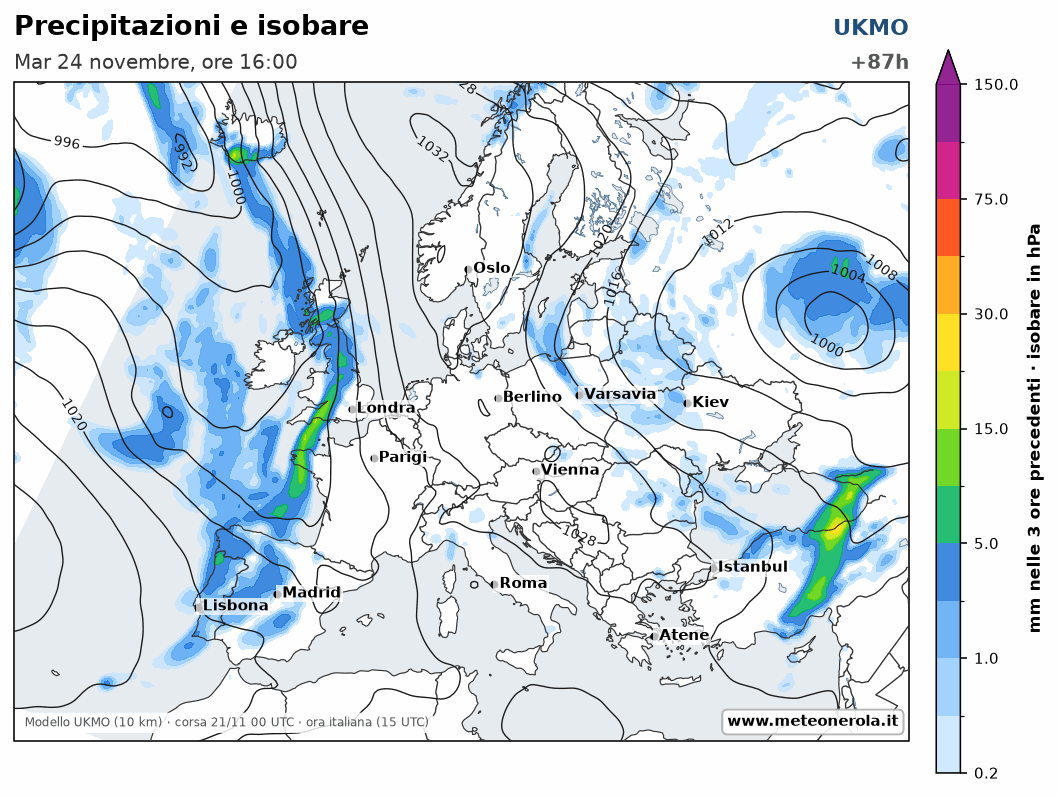 Precipitazioni e isobare
UKMO
Mar 24 novembre, ore 16:00
+87h
150.0
75.0
30.0
15.0
5.0
1.0
0.2
mm nelle 3 ore precedenti · isobare in hPa
28
996
992
1032
1000
1012
1020
1008
1004
1016
1000
1020
1028
Oslo
Londra
Berlino
Varsavia
Kiev
Parigi
Vienna
Istanbul
Madrid
Roma
Lisbona
Atene
Modello UKMO (10 km) · corsa 21/11 00 UTC · ora italiana (15 UTC)
www.meteonerola.it